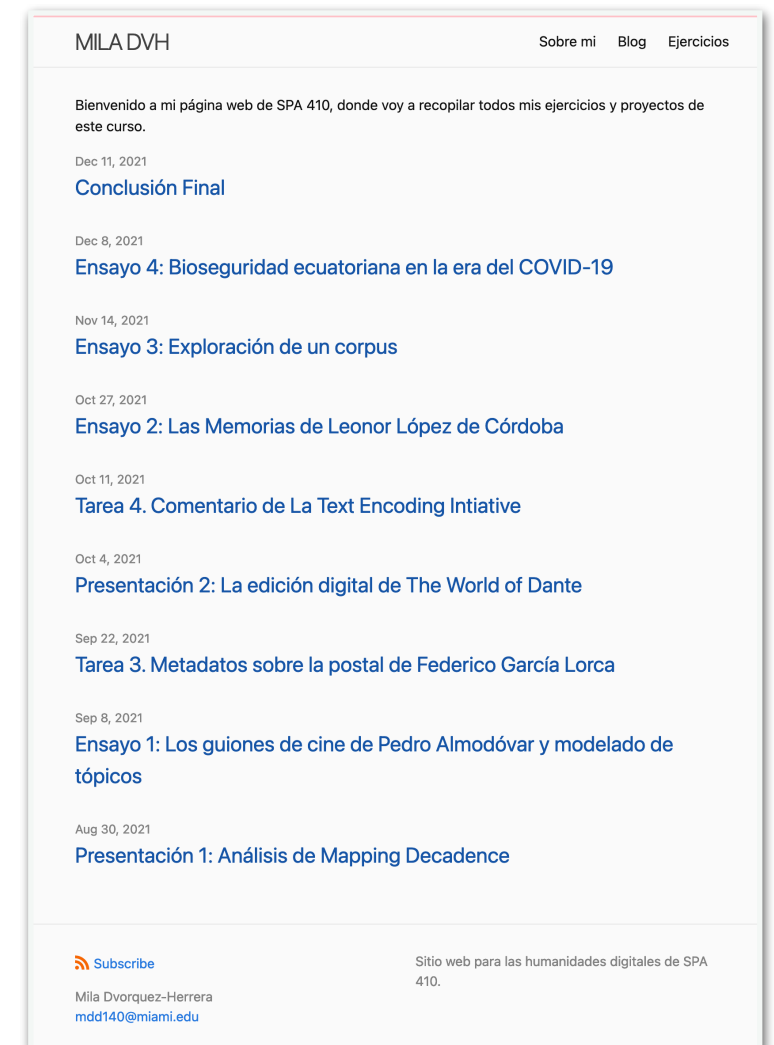 MILA DVH
Sobre mi Blog Ejercicios
Bienvenido a mi página web de SPA 410, donde voy a recopilar todos mis ejercicios y proyectos de
este curso.
Dec 11, 2021
Conclusión Final
Dec 8, 2021
Ensayo 4: Bioseguridad ecuatoriana en la era del COVID-19
Nov 14, 2021
Ensayo 3: Exploración de un corpus
Oct 27, 2021
Ensayo 2: Las Memorias de Leonor López de Córdoba
Oct 11, 2021
Tarea 4. Comentario de La Text Encoding Intiative
Oct 4, 2021
Presentación 2: La edición digital de The World of Dante
Sep 22, 2021
Tarea 3. Metadatos sobre la postal de Federico García Lorca
Sep 8, 2021
Ensayo 1: Los guiones de cine de Pedro Almodóvar y modelado de
tópicos
Aug 30, 2021
Presentación 1: Análisis de Mapping Decadence
Subscribe
Mila Dvorquez-Herrera
mdd140@miami.edu
Sitio web para las humanidades digitales de SPA
410.